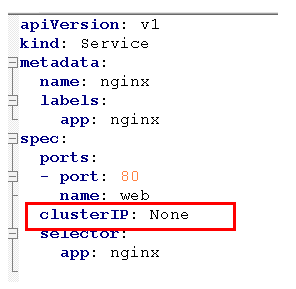 apiVersion: v1
kind: Service
metadata:
  name: nginx
  labels:
    app: nginx
spec:
  ports:
  - port: 80
    name: web
  clusterIP: None
  selector:
    app: nginx